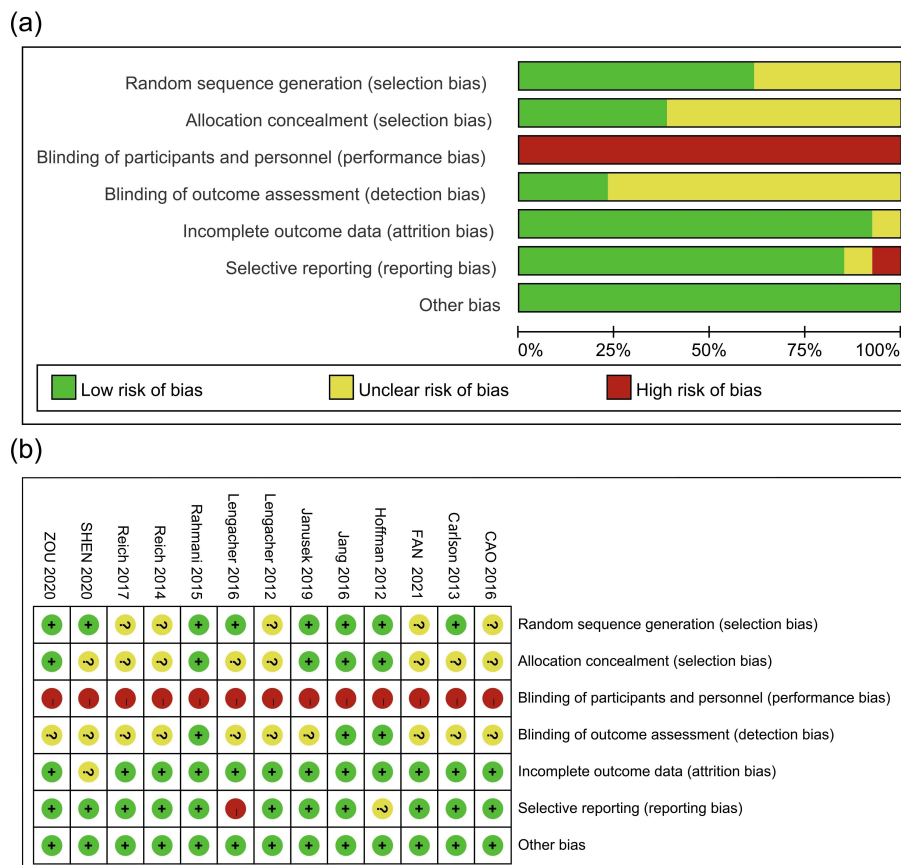 (a)
Random sequence generation (selection bias)
Allocation concealment (selection bias)
Blinding of participants and personnel (performance bias)
Blinding of outcome assessment (detection bias)
Incomplete outcome data (attrition bias)
Selective reporting (reporting bias)
Other bias
0% 25% 50% 75% 100%
Low risk of bias Unclear risk of bias High risk of bias
(b)
ZOU 2020
SHEN 2020
Reich 2017
Reich 2014
Rahmani 2015
Lengacher 2016
Lengacher 2012
Janusek 2019
Jang 2016
Hoffman 2012
FAN 2021
Carlson 2013
CAO 2016
+ + ? ? + + ? + + + ? + ? Random sequence generation (selection bias)
+ ? ? ? + ? ? + + + ? ? ? Allocation concealment (selection bias)
– – – – – – – – – – – – – Blinding of participants and personnel (performance bias)
? ? ? ? + ? ? ? + + ? ? ? Blinding of outcome assessment (detection bias)
+ ? + + + + + + + + + + + Incomplete outcome data (attrition bias)
+ + + + + – + + + ? + + + Selective reporting (reporting bias)
+ + + + + + + + + + + + + Other bias